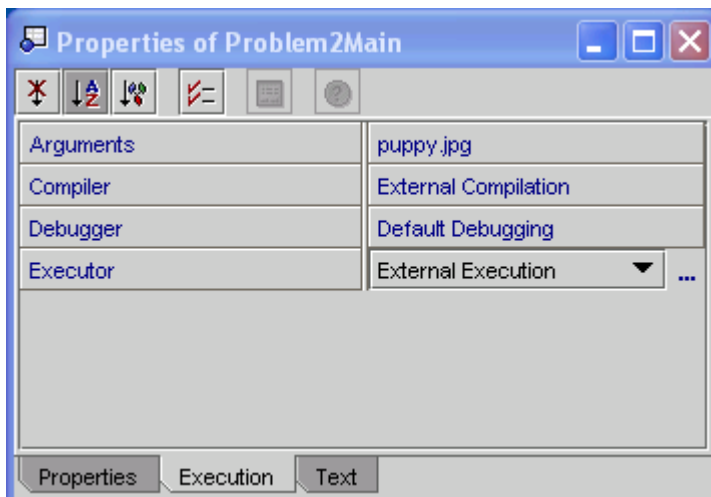 Properties of Problem2Main
Arguments puppy.jpg
Compiler External Compilation
Debugger Default Debugging
Executor External Execution ...
Properties Execution Text